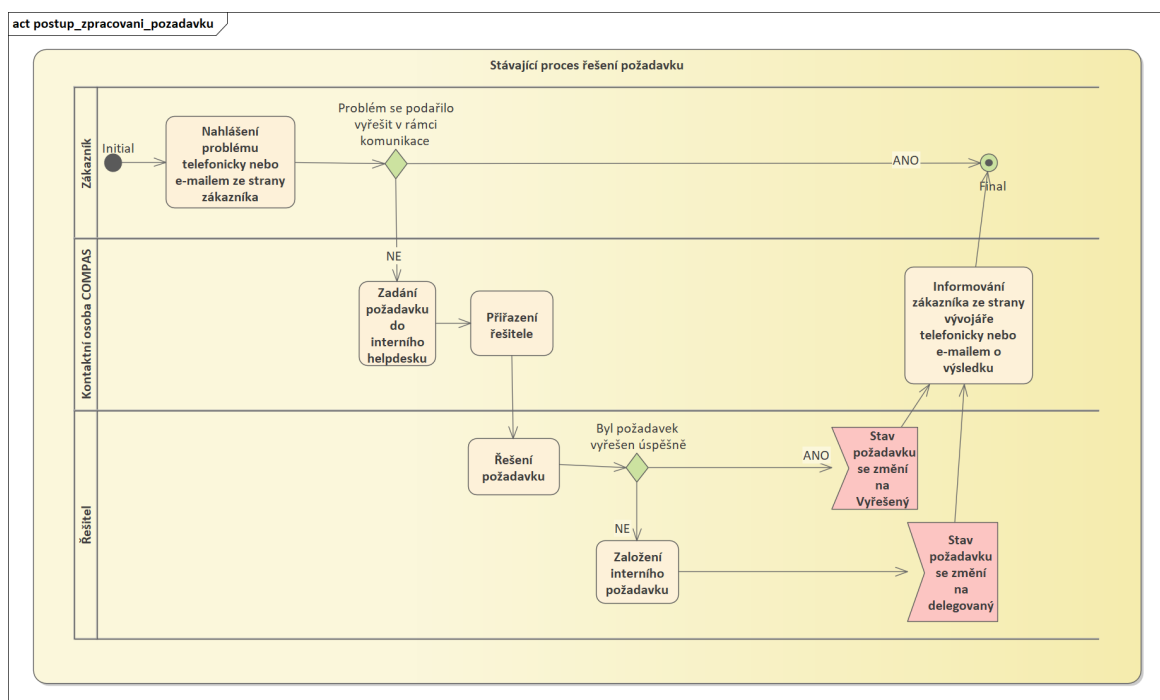 act postup_zpracovani_pozadavku
Stávající proces řešení požadavku
Zákazník
Initial
Nahlášení
problému
telefonicky nebo
e-mailem ze strany
zákazníka
Problém se podařilo
vyřešit v rámci
komunikace
ANO
Final
NE
Kontaktní osoba COMPAS
Zadání
požadavku
do
interního
helpdesku
Přiřazení
řešitele
Informování
zákazníka ze strany
vývojáře
telefonicky nebo
e-mailem o
výsledku
Řešitel
Řešení
požadavku
Byl požadavek
vyřešen úspěšně
ANO
Stav
požadavku
se změní
na
Vyřešený
NE
Založení
interního
požadavku
Stav
požadavku
se změní
na
delegovaný